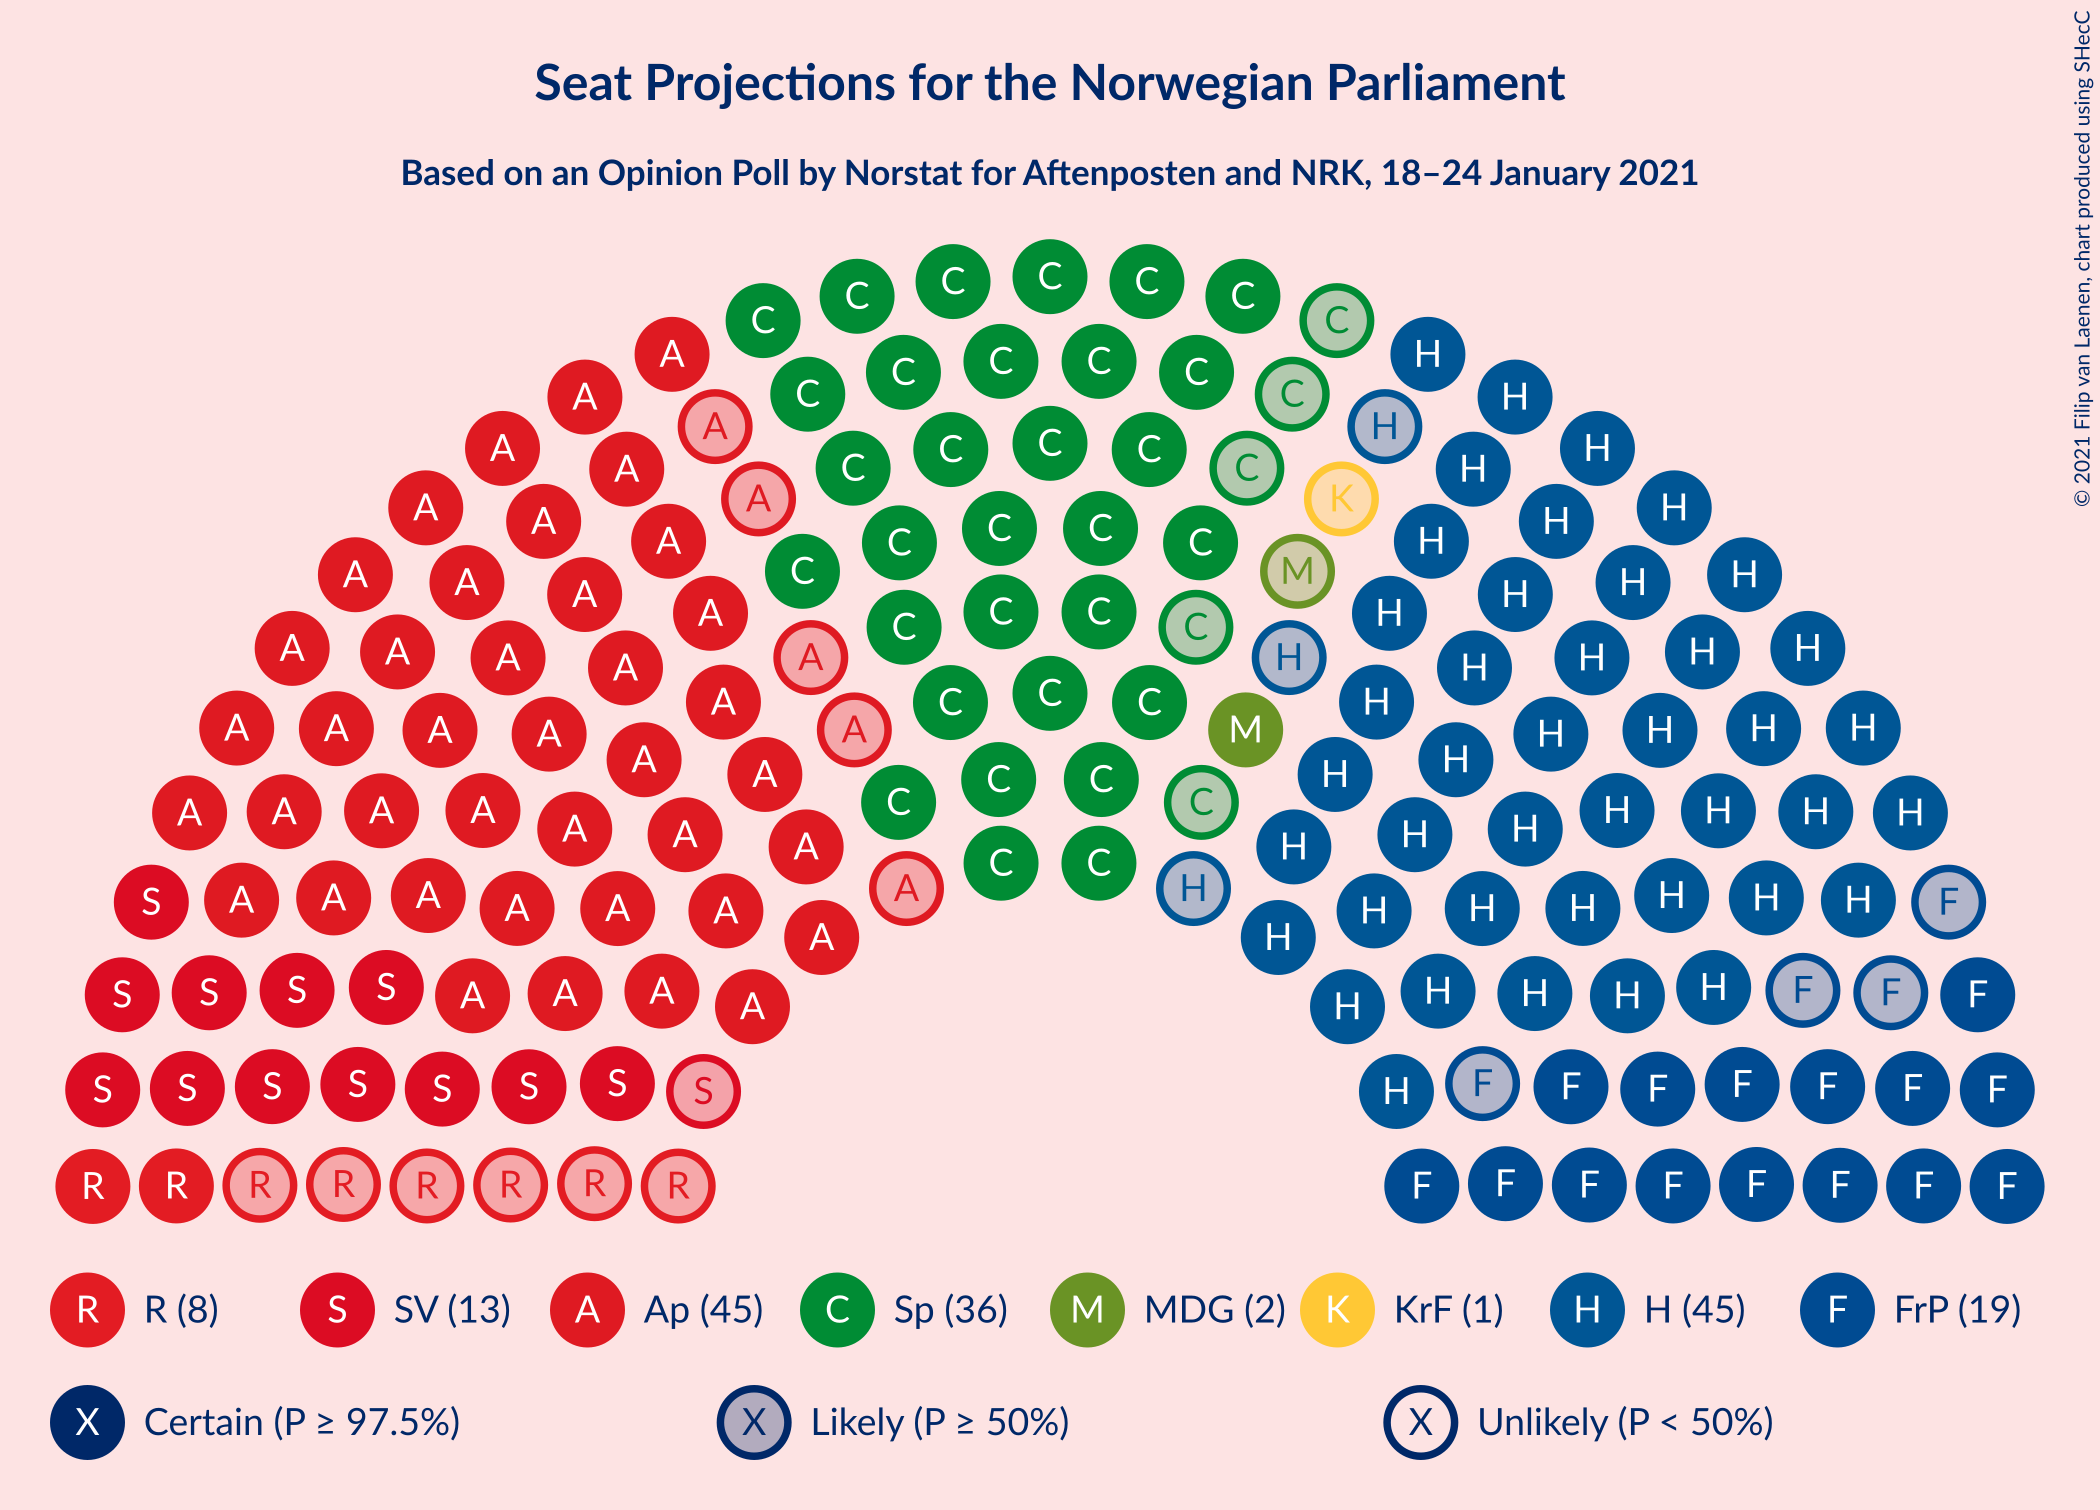 Seat Projections for the Norwegian Parliament
Based on an Opinion Poll by Norstat for Aftenposten and NRK, 18–24 January 2021
© 2021 Filip van Laenen, chart produced using SHecC
C C C C C C C
A C C C C C C H
A A C C C C C H H
A A A C C C C C K H H
A A A C C M H H H
A A A A C C C C H H H H
A A A A A C C C H H H H H
A A A A A A C C C M H H H H H H
A A A A A A A C C H H H H H H H
S A A A A A A A C C H H H H H H H F
S S S S A A A A H H H H H F F F
S S S S S S S S H F F F F F F F
R R R R R R R R F F F F F F F F
R R (8) S SV (13) A Ap (45) C Sp (36) M MDG (2) K KrF (1) H H (45) F FrP (19)
X Certain (P ≥ 97.5%) X Likely (P ≥ 50%) X Unlikely (P < 50%)